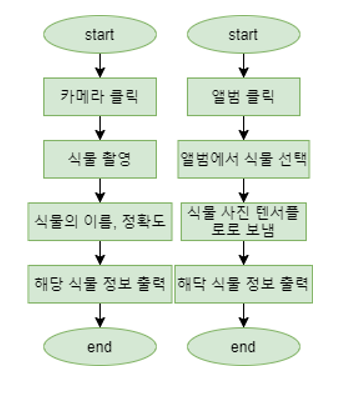 start
카메라 클릭
식물 촬영
식물의 이름, 정확도
해당 식물 정보 출력
end
start
앨범 클릭
앨범에서 식물 선택
식물 사진 텐서플
로로 보냄
해닥 식물 정보 출력
end